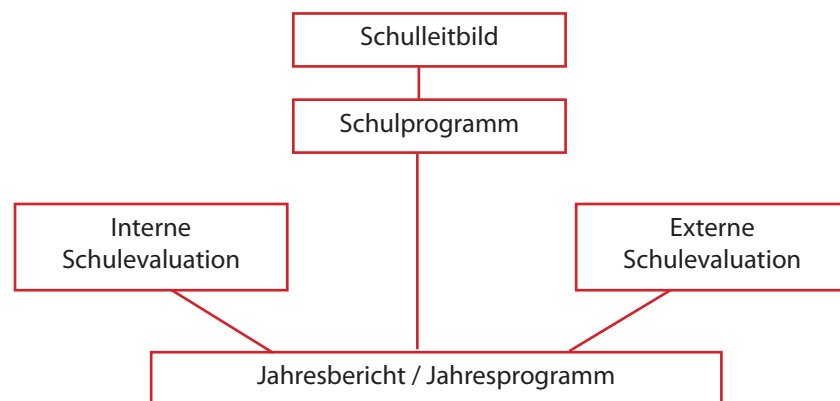 Schulleitbild
Schulprogramm
Interne
Schulevaluation
Externe
Schulevaluation
Jahresbericht / Jahresprogramm